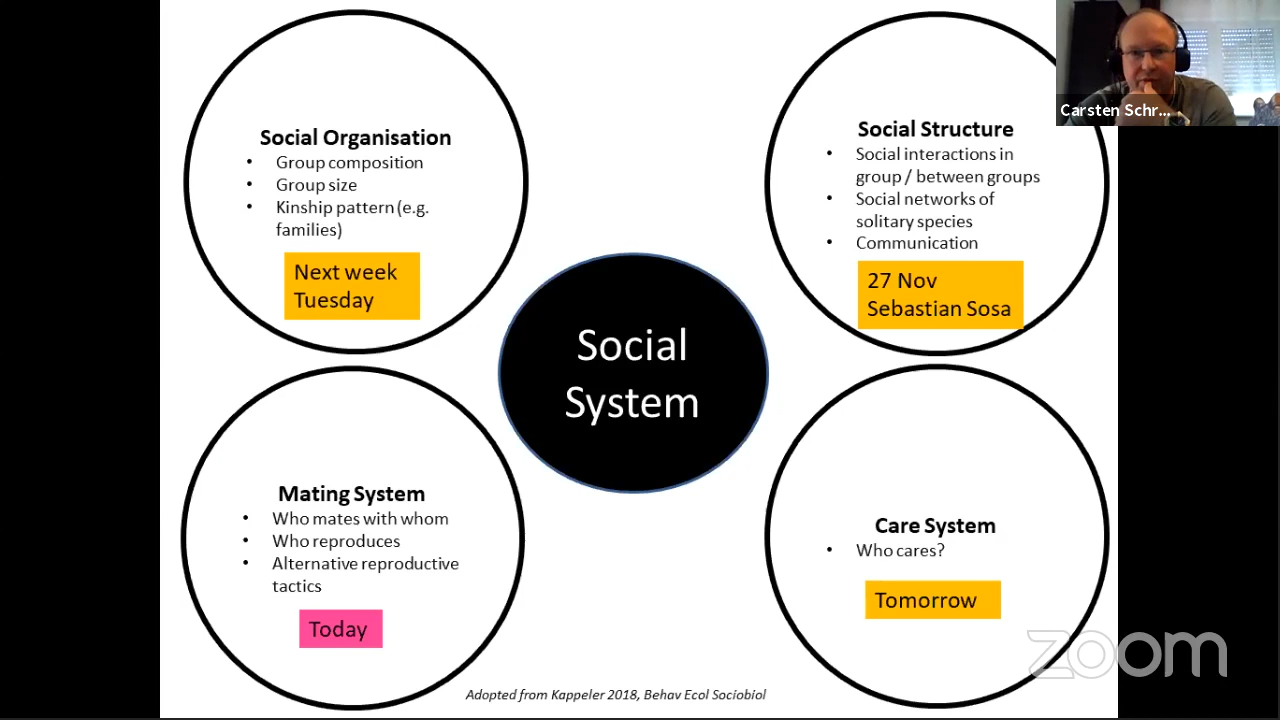 Social Organisation
• Group composition
• Group size
• Kinship pattern (e.g.
families)
Next week
Tuesday
Social Structure
• Social interactions in
group / between groups
• Social networks of
solitary species
• Communication
27 Nov
Sebastian Sosa
Carsten Schr...
Social
System
Mating System
• Who mates with whom
• Who reproduces
• Alternative reproductive
tactics
Today
Care System
• Who cares?
Tomorrow
zoom
Adopted from Kappeler 2018, Behav Ecol Sociobiol